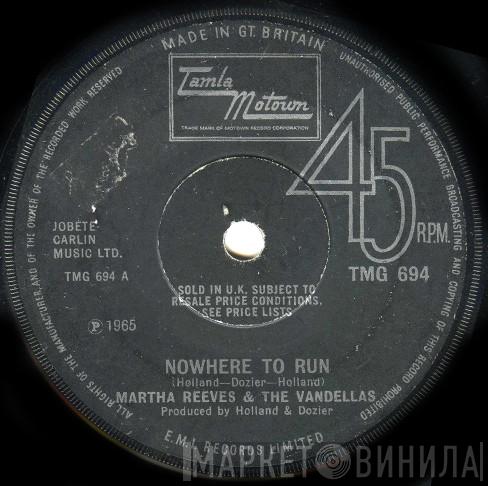 MADE IN GT. BRITAIN
UNAUTHORISED PUBLIC PERFORMANCE BROADCASTING AND COPYING OF THIS RECORD PROHIBITED
ALL RIGHTS OF THE MANUFACTURER, AND OF THE OWNER OF THE RECORDED WORK RESERVED
Tamla
Motown
TRADE MARK OF MOTOWN RECORD CORPORATION
45
R.P.M.
TMG 694
JOBETE
CARLIN
MUSIC LTD.
TMG 694 A
SOLD IN U.K. SUBJECT TO
RESALE PRICE CONDITIONS,
SEE PRICE LISTS
Ⓟ 1965
NOWHERE TO RUN
(Holland—Dozier—Holland)
MARTHA REEVES & THE VANDELLAS
Produced by Holland & Dozier
E.M.I. RECORDS LIMITED
МАРКЕТ ВИНИЛА